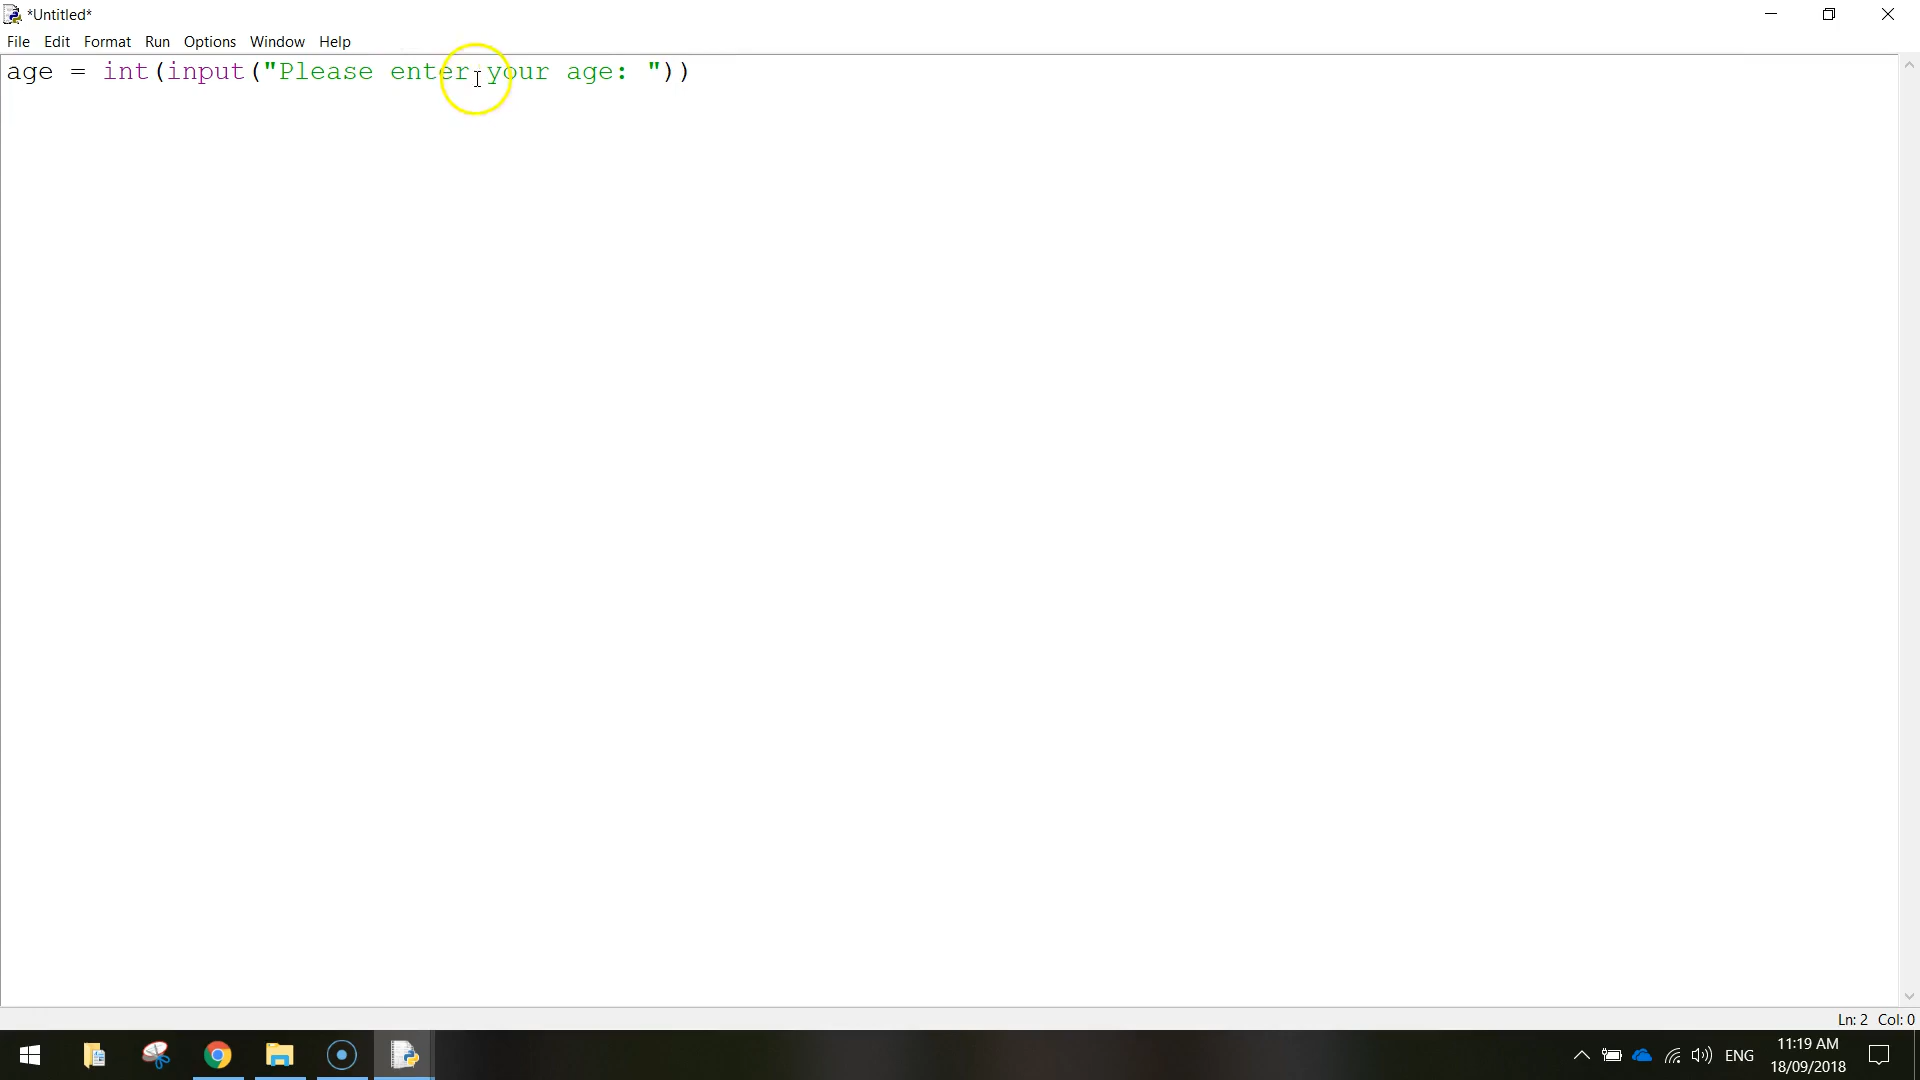 *Untitled*
File Edit Format Run Options Window Help
age = int(input("Please enter your age: "))
Ln: 2 Col: 0
ENG
11:19 AM
18/09/2018